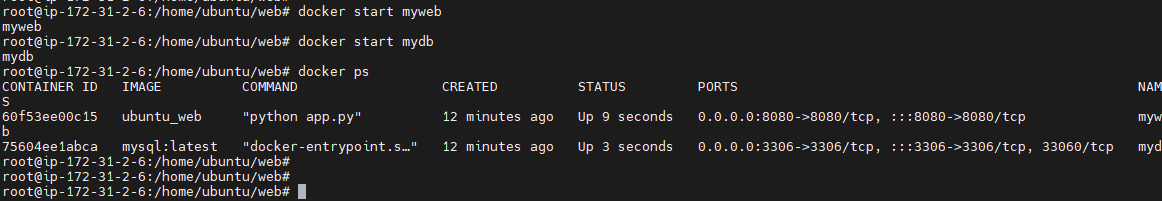 root@ip-172-31-2-6:/home/ubuntu/web# docker start myweb
myweb
root@ip-172-31-2-6:/home/ubuntu/web# docker start mydb
mydb
root@ip-172-31-2-6:/home/ubuntu/web# docker ps
CONTAINER ID   IMAGE          COMMAND                  CREATED          STATUS         PORTS                                                  NAM
S
60f53ee00c15   ubuntu_web     "python app.py"          12 minutes ago   Up 9 seconds   0.0.0.0:8080->8080/tcp, :::8080->8080/tcp              myw
b
75604ee1abca   mysql:latest   "docker-entrypoint.s…"   12 minutes ago   Up 3 seconds   0.0.0.0:3306->3306/tcp, :::3306->3306/tcp, 33060/tcp   myd
root@ip-172-31-2-6:/home/ubuntu/web#
root@ip-172-31-2-6:/home/ubuntu/web#
root@ip-172-31-2-6:/home/ubuntu/web#